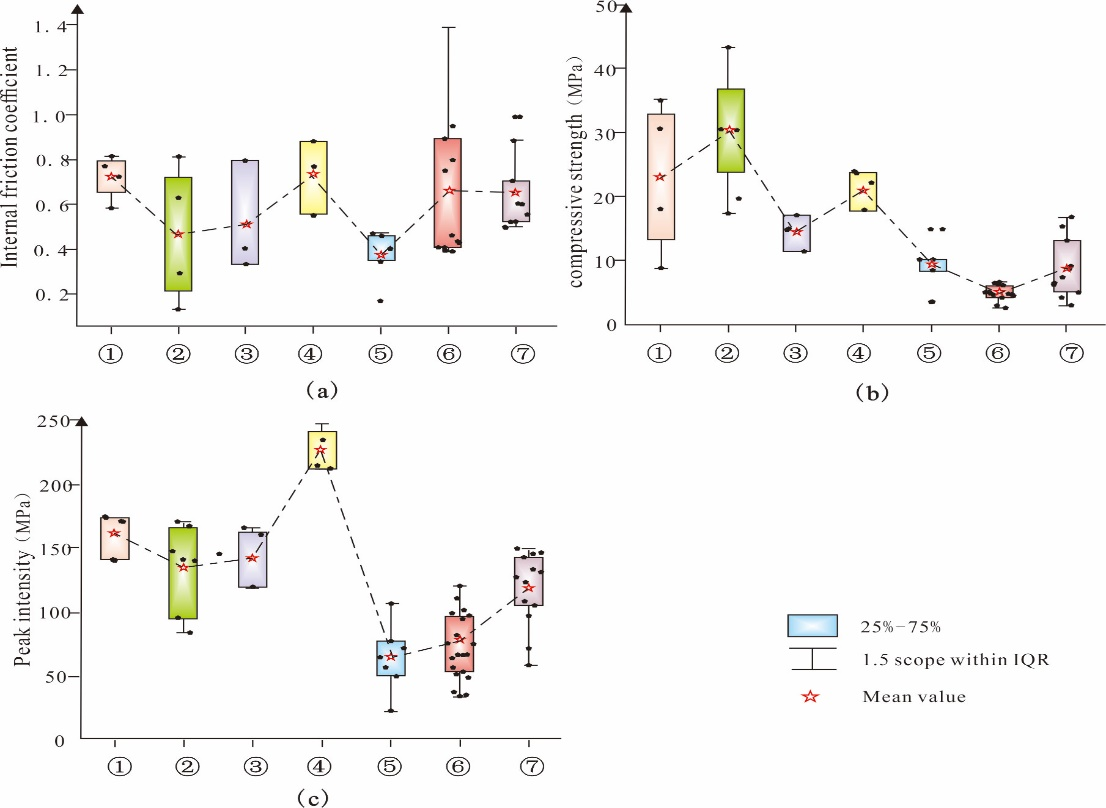 Internal friction coefficient
1. 4
1. 2
1. 0
0. 8
0. 6
0. 4
0. 2
① ② ③ ④ ⑤ ⑥ ⑦
(a)
compressive strength (MPa)
50
40
30
20
10
0
① ② ③ ④ ⑤ ⑥ ⑦
(b)
Peak intensity (MPa)
250
200
150
100
50
0
① ② ③ ④ ⑤ ⑥ ⑦
(c)
25%-75%
1.5 scope within IQR
Mean value